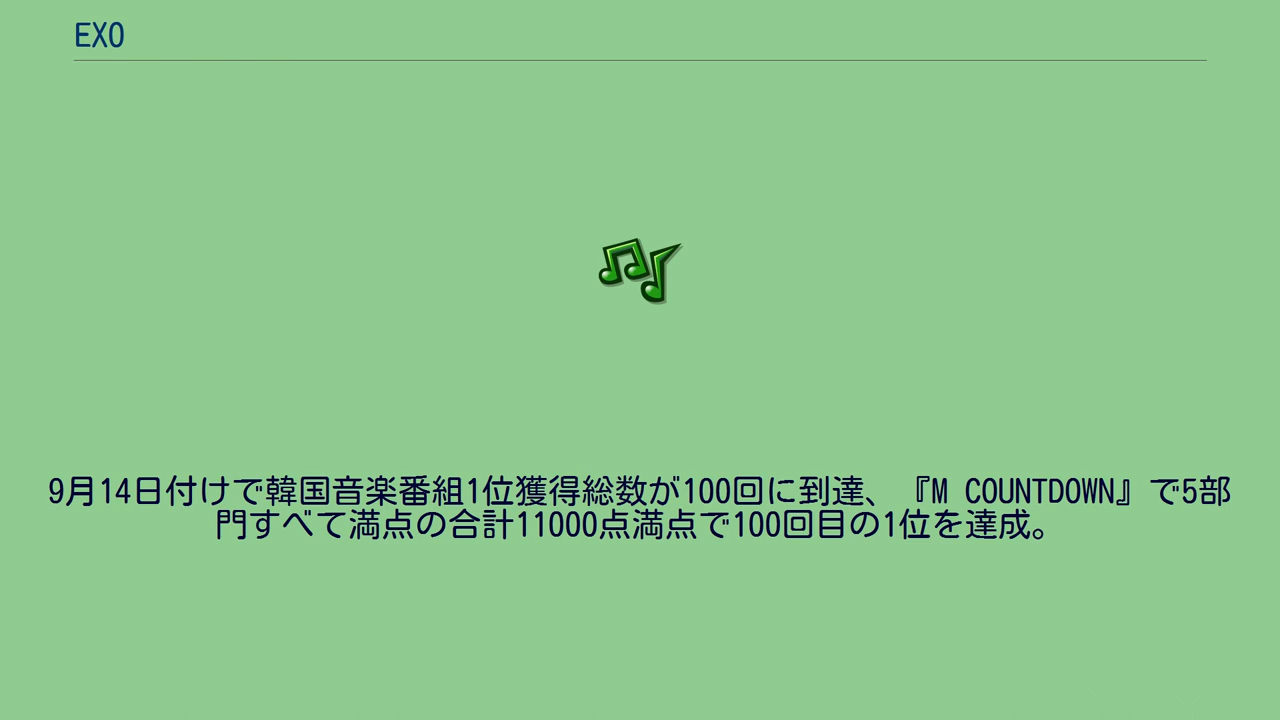 EXO
9月14日付けで韓国音楽番組1位獲得総数が100回に到達、『M COUNTDOWN』で5部
門すべて満点の合計11000点満点で100回目の1位を達成。